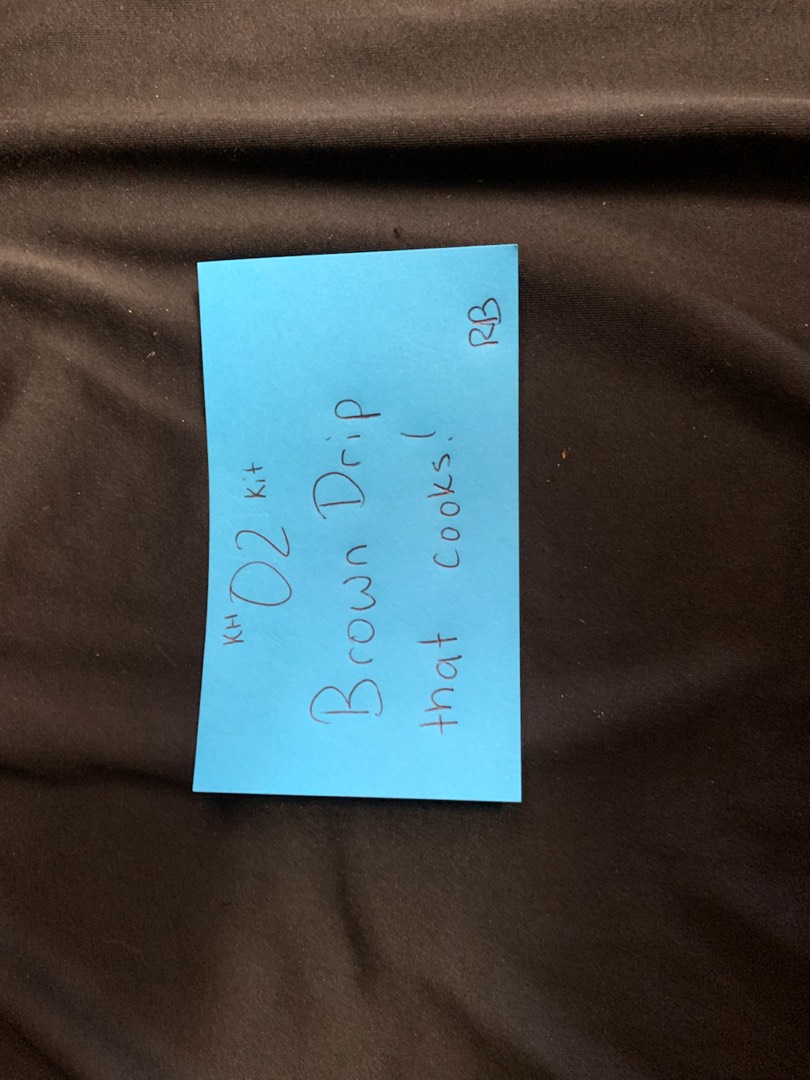 KH O2 Kit
Brown Drip
that cooks!
RB